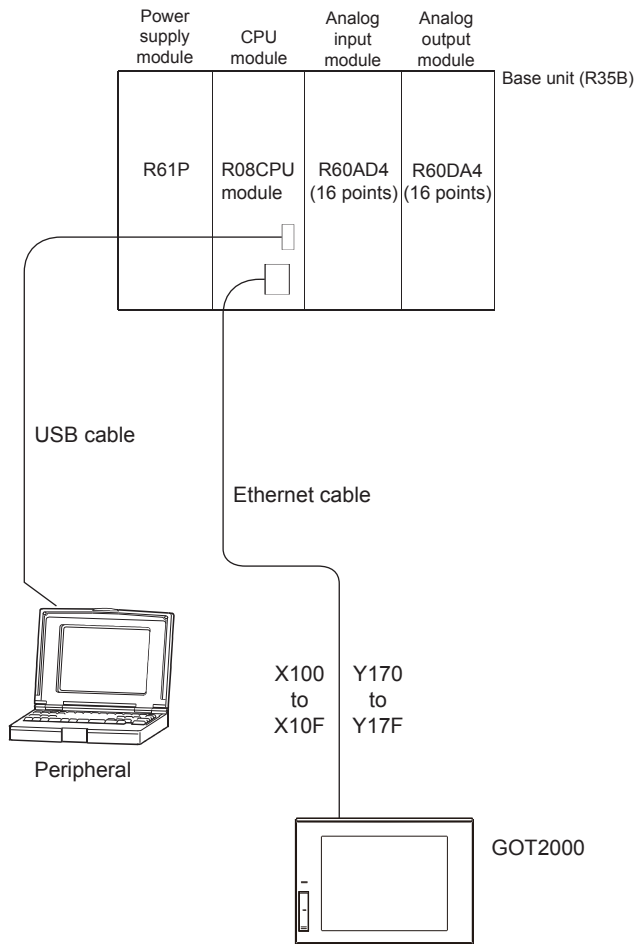 Power
supply
module
CPU
module
Analog
input
module
Analog
output
module
Base unit (R35B)
R61P
R08CPU
module
R60AD4
(16 points)
R60DA4
(16 points)
USB cable
Ethernet cable
X100
to
X10F
Y170
to
Y17F
Peripheral
GOT2000